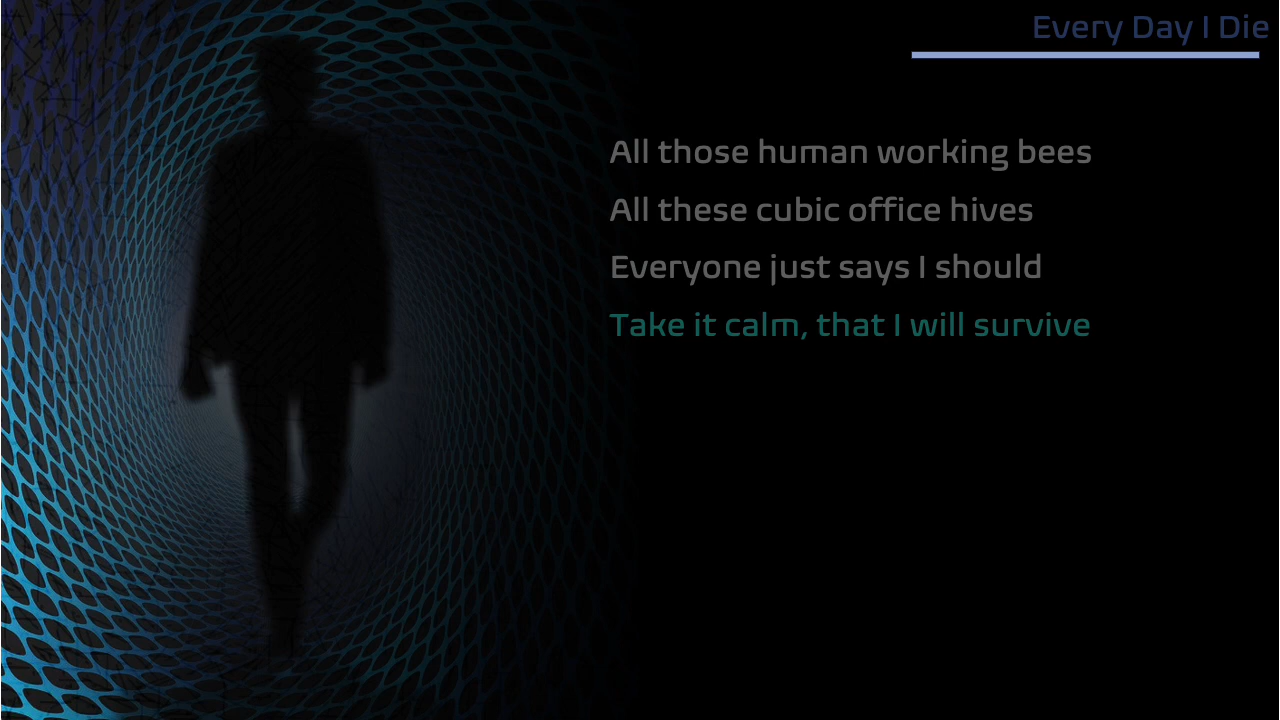 Every Day I Die
All those human working bees
All these cubic office hives
Everyone just says I should
Take it calm, that I will survive